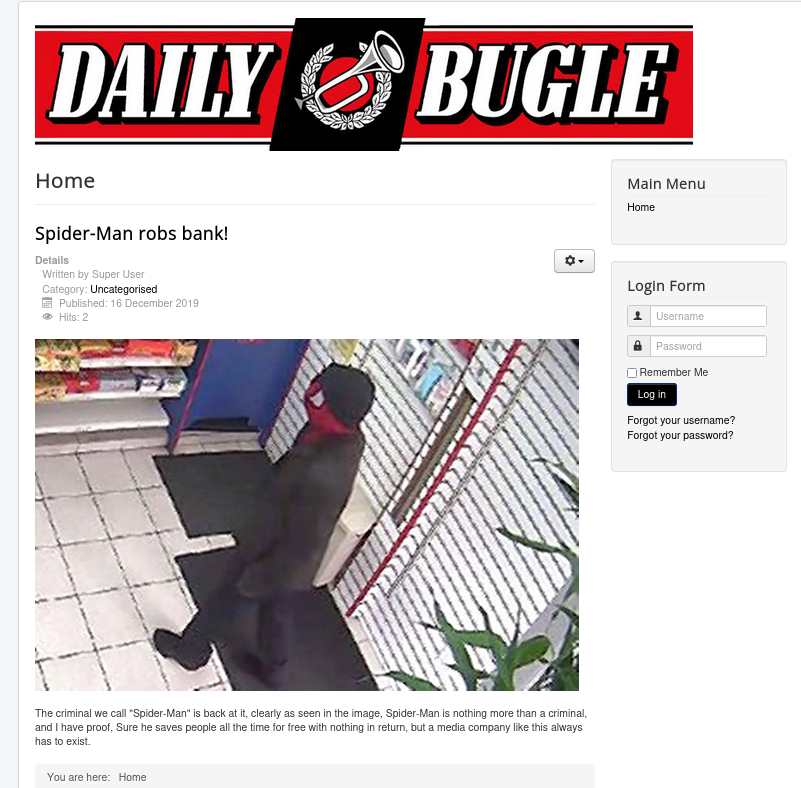 DAILY BUGLE
Home
Spider-Man robs bank!
Details
Written by Super User
Category: Uncategorised
Published: 16 December 2019
Hits: 2
The criminal we call "Spider-Man" is back at it, clearly as seen in the image, Spider-Man is nothing more than a criminal,
and I have proof, Sure he saves people all the time for free with nothing in return, but a media company like this always
has to exist.
You are here: Home
Main Menu
Home
Login Form
Username
Password
Remember Me
Log in
Forgot your username?
Forgot your password?